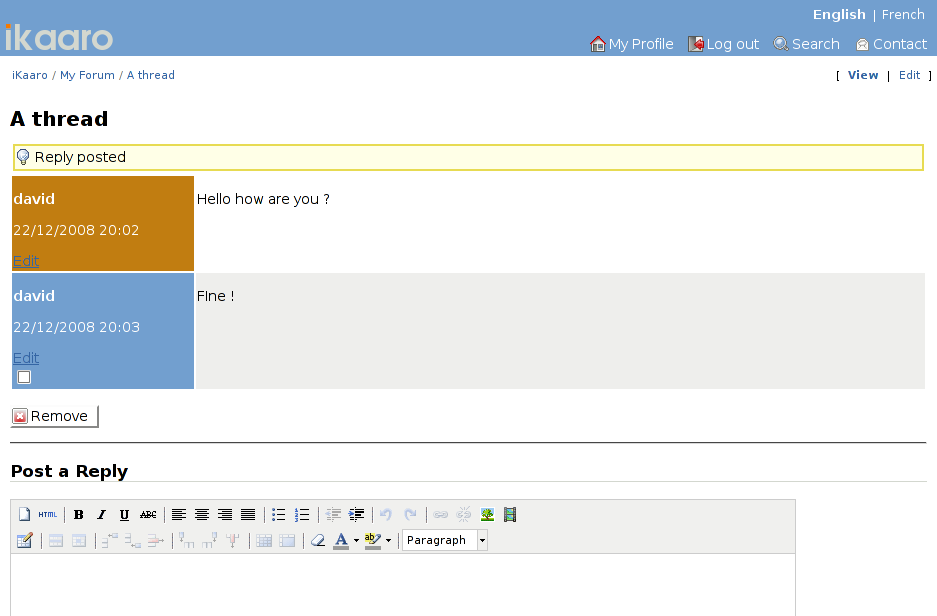 English | French
ikaaro
My Profile Log out Search Contact
iKaaro / My Forum / A thread [ View | Edit ]
A thread
Reply posted
david
Hello how are you ?
22/12/2008 20:02
Edit
david
FIne !
22/12/2008 20:03
Edit
Remove
Post a Reply
HTML B I U ABC
A ab Paragraph